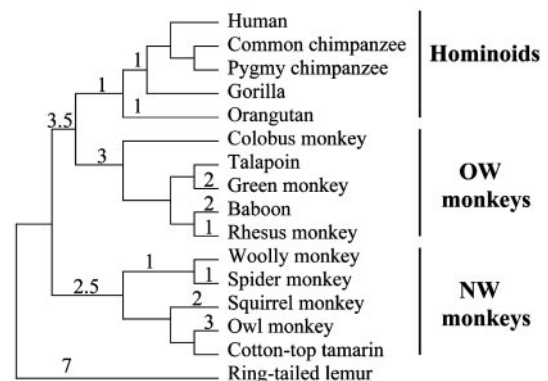 Human
Common chimpanzee
1
Pygmy chimpanzee
1
Gorilla
1
Orangutan
Hominoids
3.5
Colobus monkey
3
Talapoin
2
Green monkey
2
Baboon
1
Rhesus monkey
OW
monkeys
Woolly monkey
1
1
Spider monkey
2.5
2
Squirrel monkey
3
Owl monkey
Cotton-top tamarin
NW
monkeys
7
Ring-tailed lemur